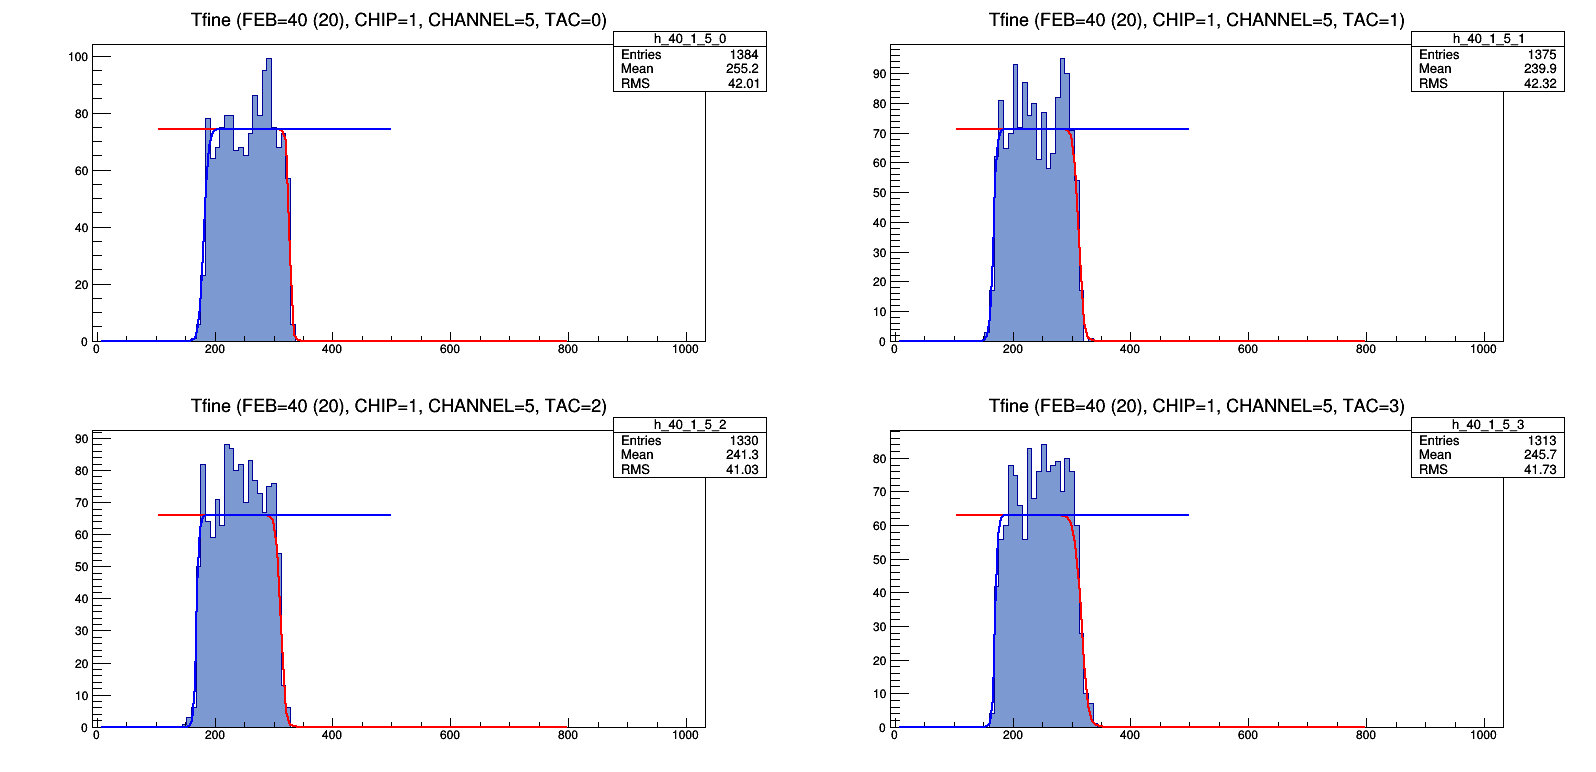 Tfine (FEB=40 (20), CHIP=1, CHANNEL=5, TAC=0)
h_40_1_5_0
Entries 1384
Mean 255.2
RMS 42.01
100
80
60
40
20
0
0 200 400 600 800 1000
Tfine (FEB=40 (20), CHIP=1, CHANNEL=5, TAC=1)
h_40_1_5_1
Entries 1375
Mean 239.9
RMS 42.32
90
80
70
60
50
40
30
20
10
0
0 200 400 600 800 1000
Tfine (FEB=40 (20), CHIP=1, CHANNEL=5, TAC=2)
h_40_1_5_2
Entries 1330
Mean 241.3
RMS 41.03
90
80
70
60
50
40
30
20
10
0
0 200 400 600 800 1000
Tfine (FEB=40 (20), CHIP=1, CHANNEL=5, TAC=3)
h_40_1_5_3
Entries 1313
Mean 245.7
RMS 41.73
80
70
60
50
40
30
20
10
0
0 200 400 600 800 1000